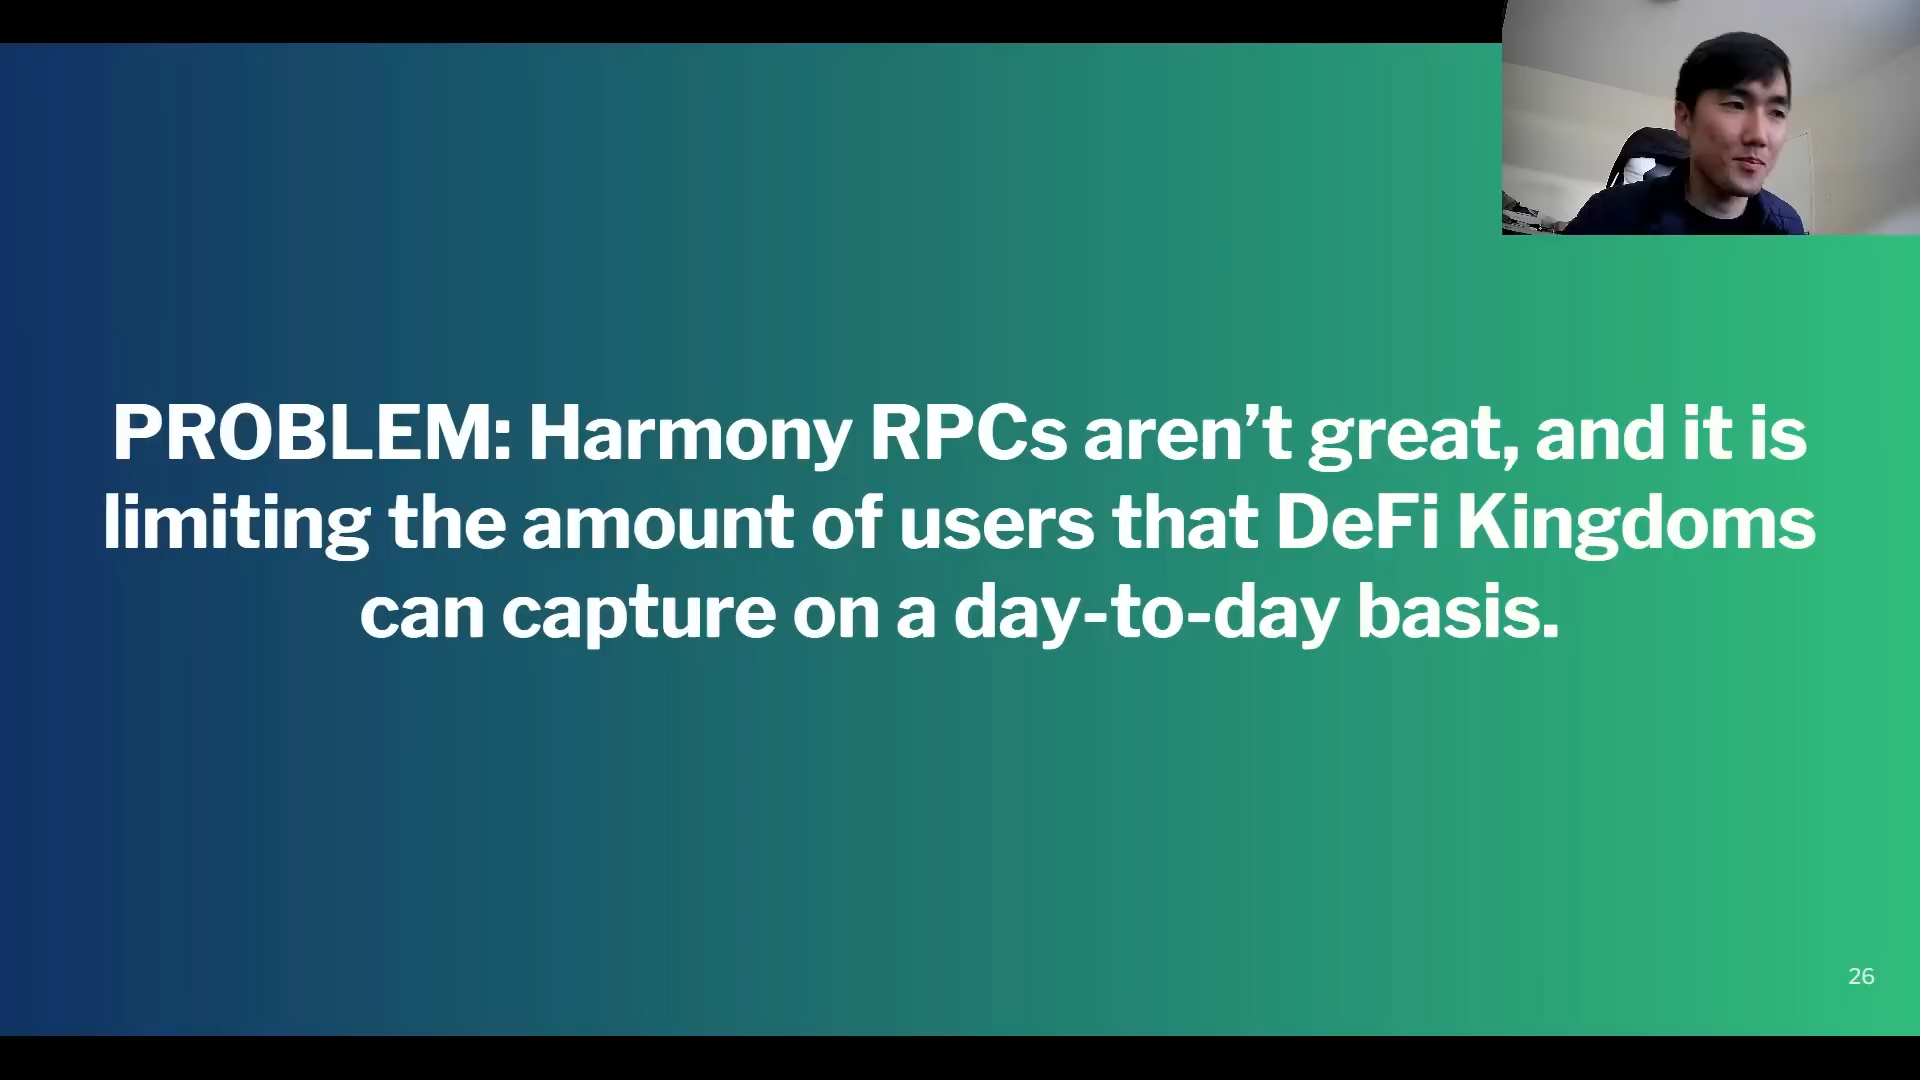 PROBLEM: Harmony RPCs aren’t great, and it is
limiting the amount of users that DeFi Kingdoms
can capture on a day-to-day basis.
26